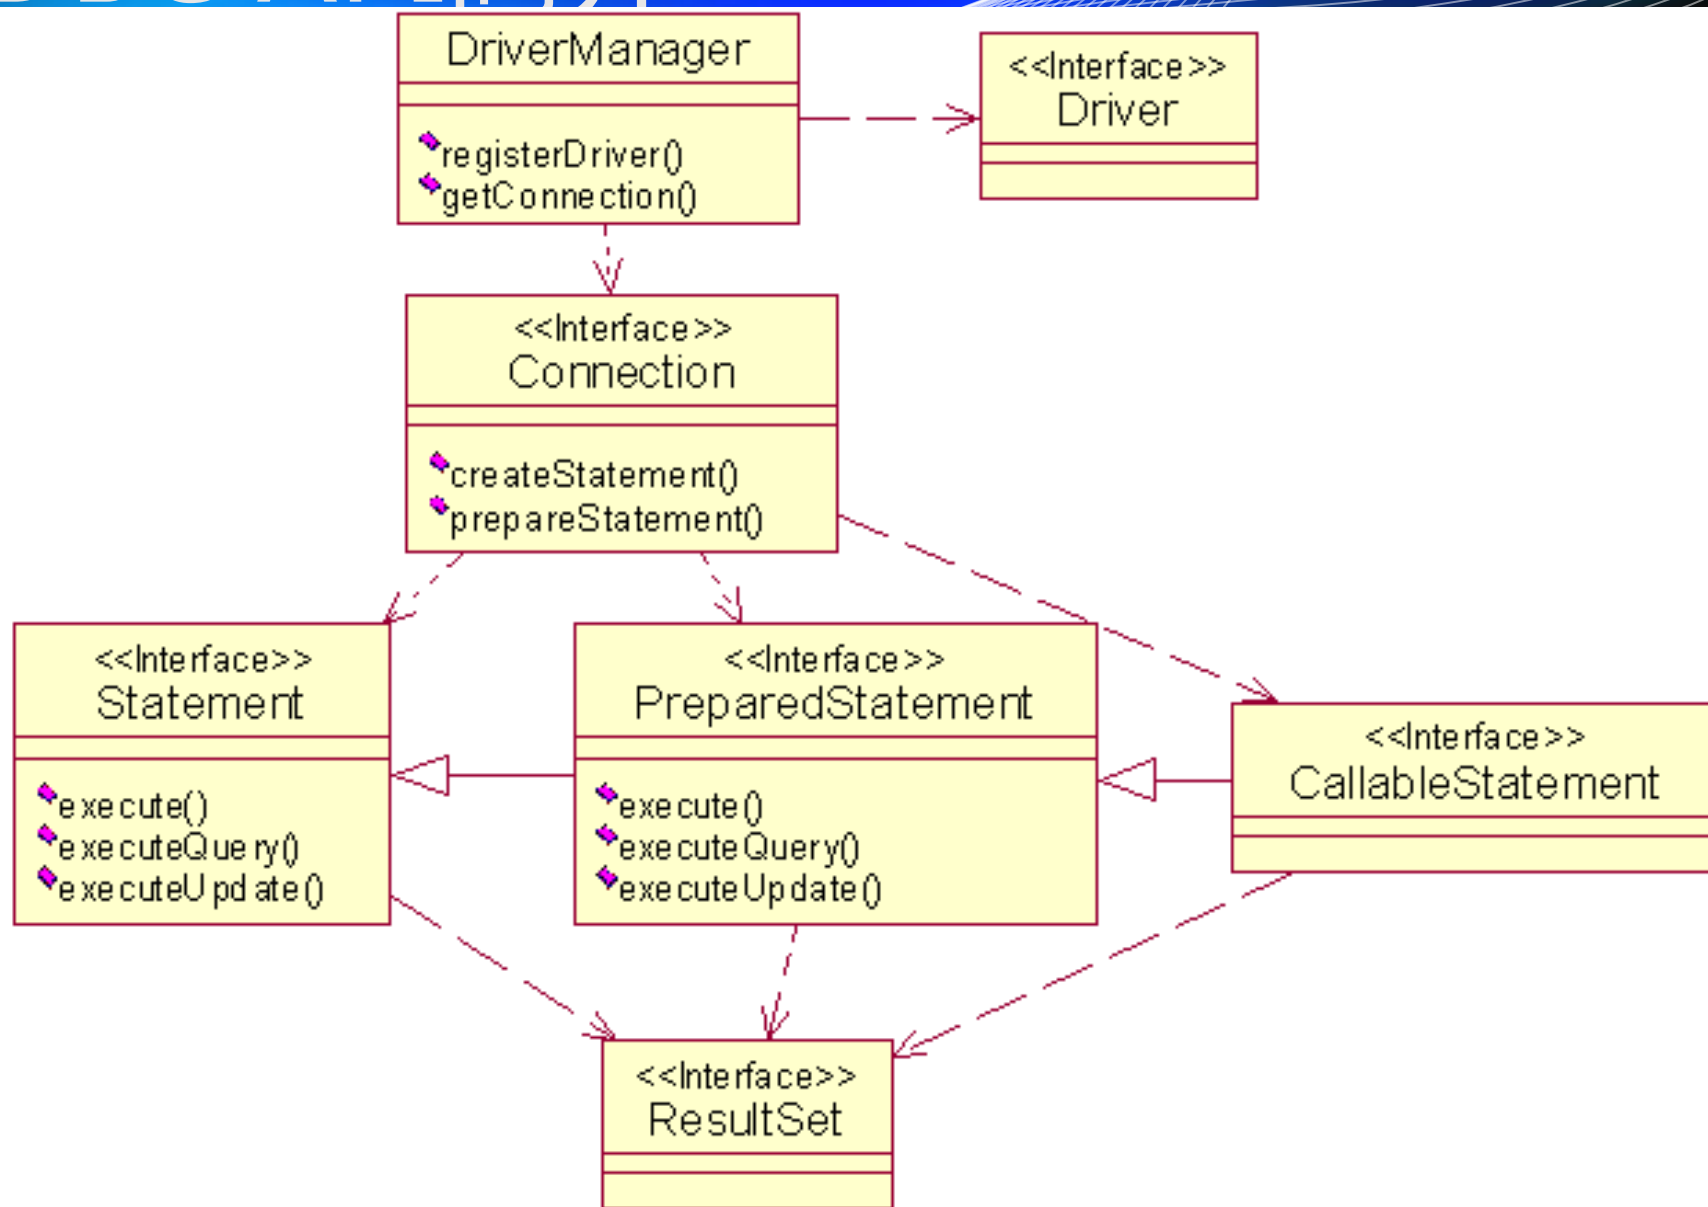 DriverManager
registerDriver()
getConnection()
<<Interface>>
Driver
<<Interface>>
Connection
createStatement()
prepareStatement()
<<Interface>>
Statement
execute()
executeQuery()
executeUpdate()
<<Interface>>
PreparedStatement
execute()
executeQuery()
executeUpdate()
<<Interface>>
CallableStatement
<<Interface>>
ResultSet